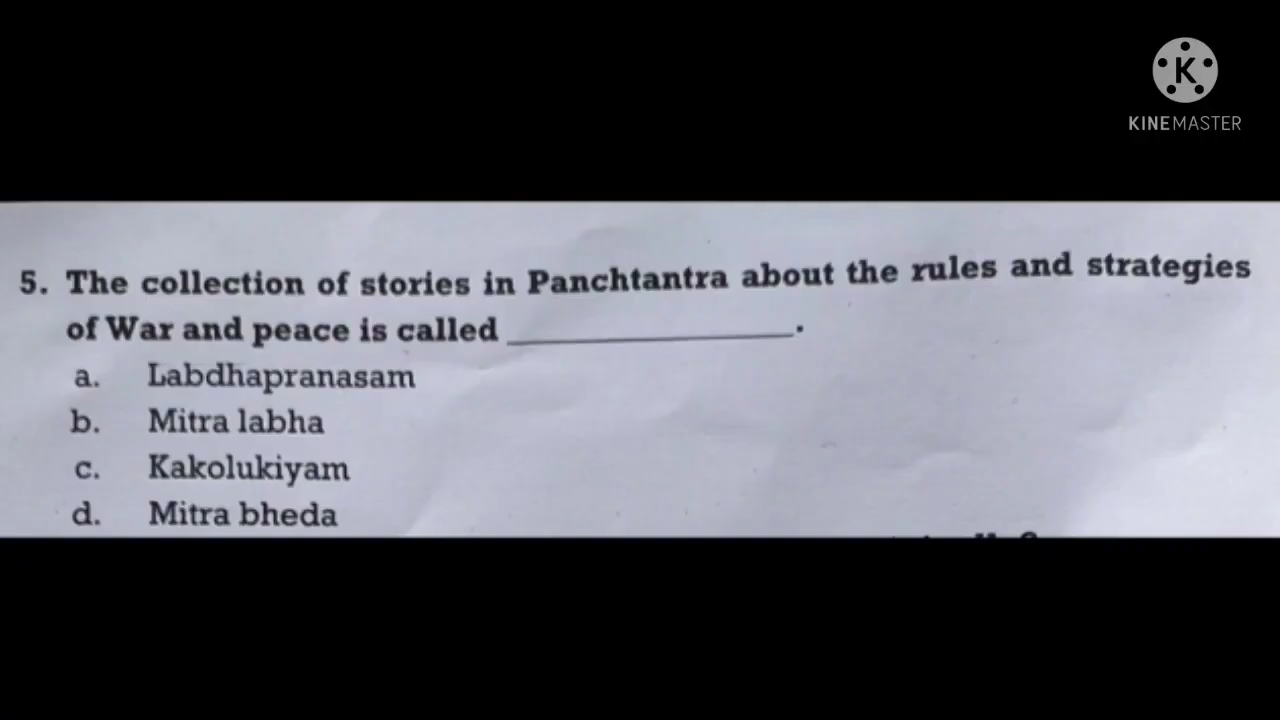 KINEMASTER
5. The collection of stories in Panchtantra about the rules and strategies
of War and peace is called ____________.
a. Labdhapranasam
b. Mitra labha
c. Kakolukiyam
d. Mitra bheda